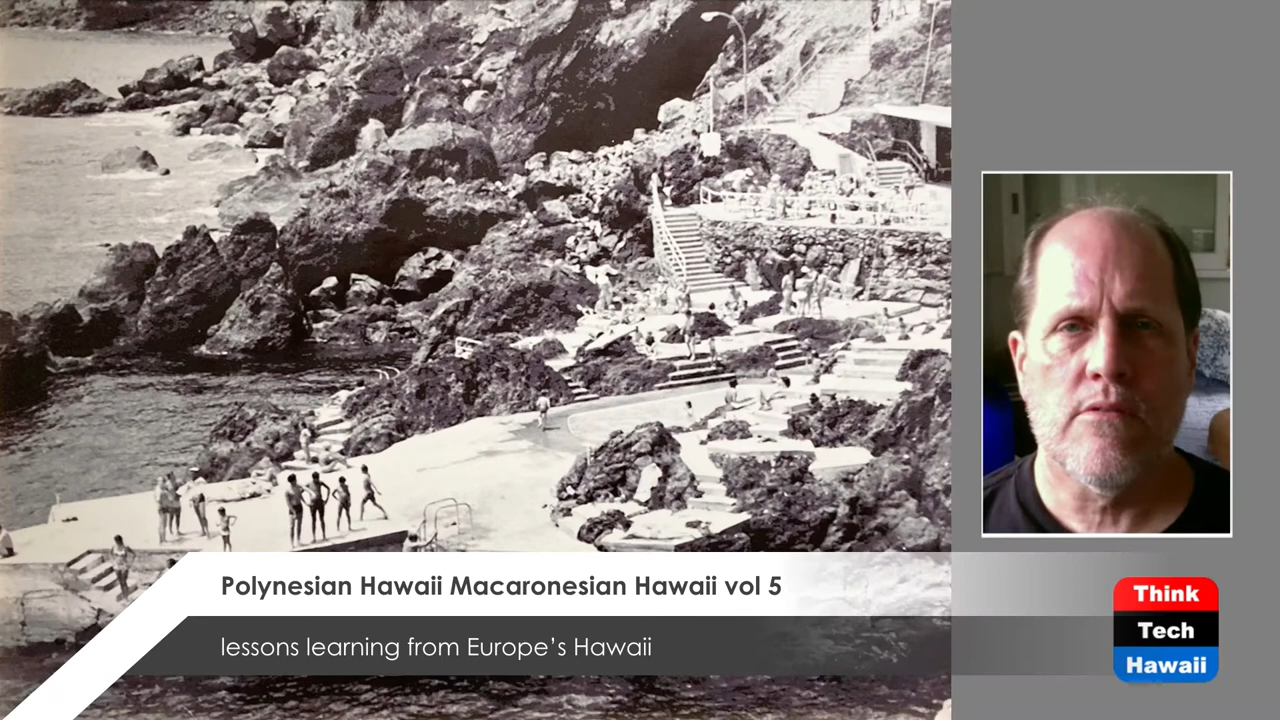 Polynesian Hawaii Macaronesian Hawaii vol 5
lessons learning from Europe's Hawaii
Think
Tech
Hawaii